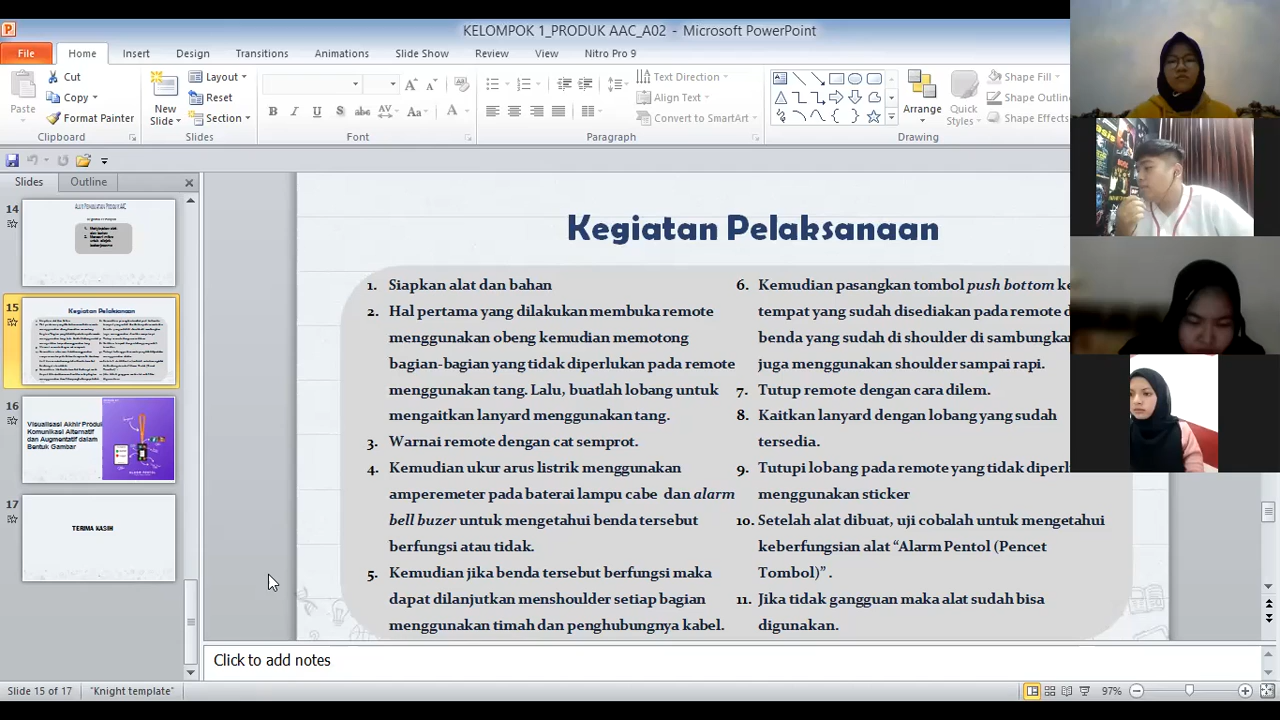 KELOMPOK 1_PRODUK AAC_A02 - Microsoft PowerPoint
File Home Insert Design Transitions Animations Slide Show Review View Nitro Pro 9
Paste
Cut
Copy
Format Painter
Clipboard
New Slide
Layout
Reset
Section
Slides
Font
Text Direction
Align Text
Convert to SmartArt
Paragraph
Arrange
Quick Styles
Shape Fill
Shape Outlin
Shape Effects
Drawing
Slides Outline
14
15
Kegiatan Pelaksanaan
16
Visualisasi Akhir Produk
Komunikasi Alternatif
dan Augmentatif dalam
Bentuk Gambar
17
TERIMA KASIH
Kegiatan Pelaksanaan
1. Siapkan alat dan bahan
2. Hal pertama yang dilakukan membuka remote
menggunakan obeng kemudian memotong
bagian-bagian yang tidak diperlukan pada remote
menggunakan tang. Lalu, buatlah lobang untuk
mengaitkan lanyard menggunakan tang.
3. Warnai remote dengan cat semprot.
4. Kemudian ukur arus listrik menggunakan
amperemeter pada baterai lampu cabe dan alarm
bell buzer untuk mengetahui benda tersebut
berfungsi atau tidak.
5. Kemudian jika benda tersebut berfungsi maka
dapat dilanjutkan menshoulder setiap bagian
menggunakan timah dan penghubungnya kabel.
6. Kemudian pasangkan tombol push bottom ke
tempat yang sudah disediakan pada remote d
benda yang sudah di shoulder di sambungkan
juga menggunakan shoulder sampai rapi.
7. Tutup remote dengan cara dilem.
8. Kaitkan lanyard dengan lobang yang sudah
tersedia.
9. Tutupi lobang pada remote yang tidak diperl
menggunakan sticker
10. Setelah alat dibuat, uji cobalah untuk mengetahui
keberfungsian alat “Alarm Pentol (Pencet
Tombol)” .
11. Jika tidak gangguan maka alat sudah bisa
digunakan.
Click to add notes
Slide 15 of 17 "Knight template" 97%